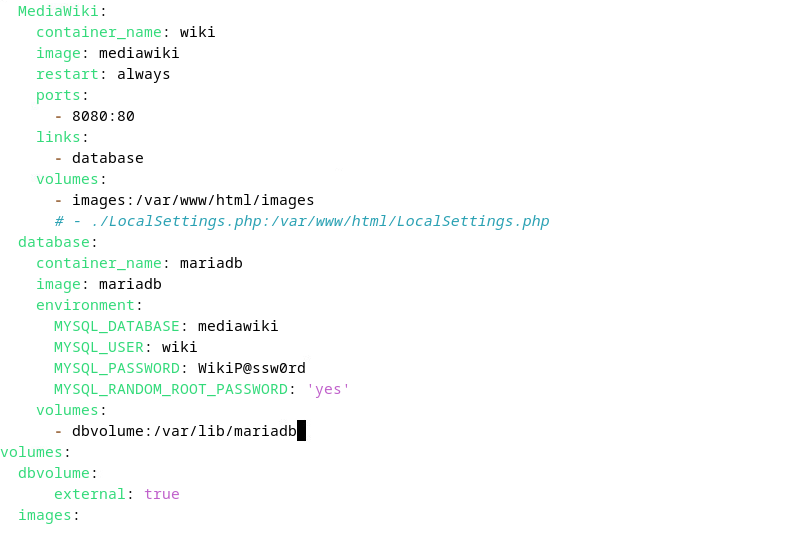 MediaWiki:
    container_name: wiki
    image: mediawiki
    restart: always
    ports:
      - 8080:80
    links:
      - database
    volumes:
      - images:/var/www/html/images
      # - ./LocalSettings.php:/var/www/html/LocalSettings.php
  database:
    container_name: mariadb
    image: mariadb
    environment:
      MYSQL_DATABASE: mediawiki
      MYSQL_USER: wiki
      MYSQL_PASSWORD: WikiP@ssw0rd
      MYSQL_RANDOM_ROOT_PASSWORD: 'yes'
    volumes:
      - dbvolume:/var/lib/mariadb
volumes:
  dbvolume:
      external: true
  images: